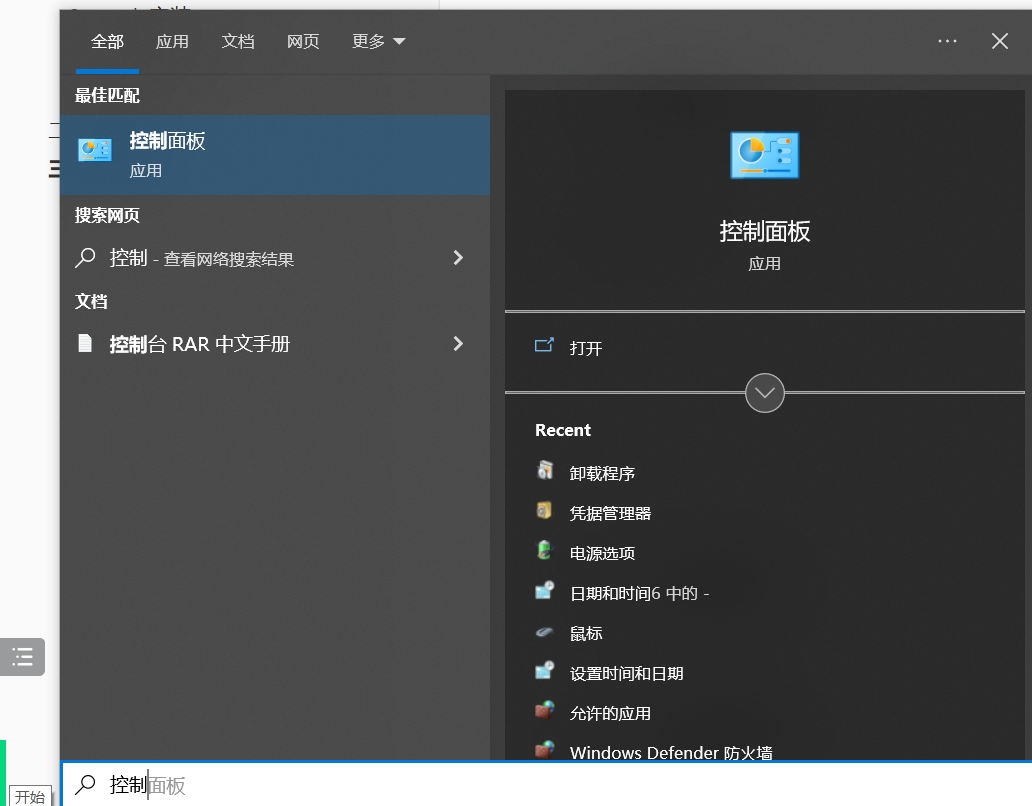 全部 应用 文档 网页 更多
最佳匹配
控制面板
应用
搜索网页
控制 - 查看网络搜索结果
文档
控制台 RAR 中文手册
控制面板
应用
打开
Recent
卸载程序
凭据管理器
电源选项
日期和时间6 中的 -
鼠标
设置时间和日期
允许的应用
Windows Defender 防火墙
控制面板
开始